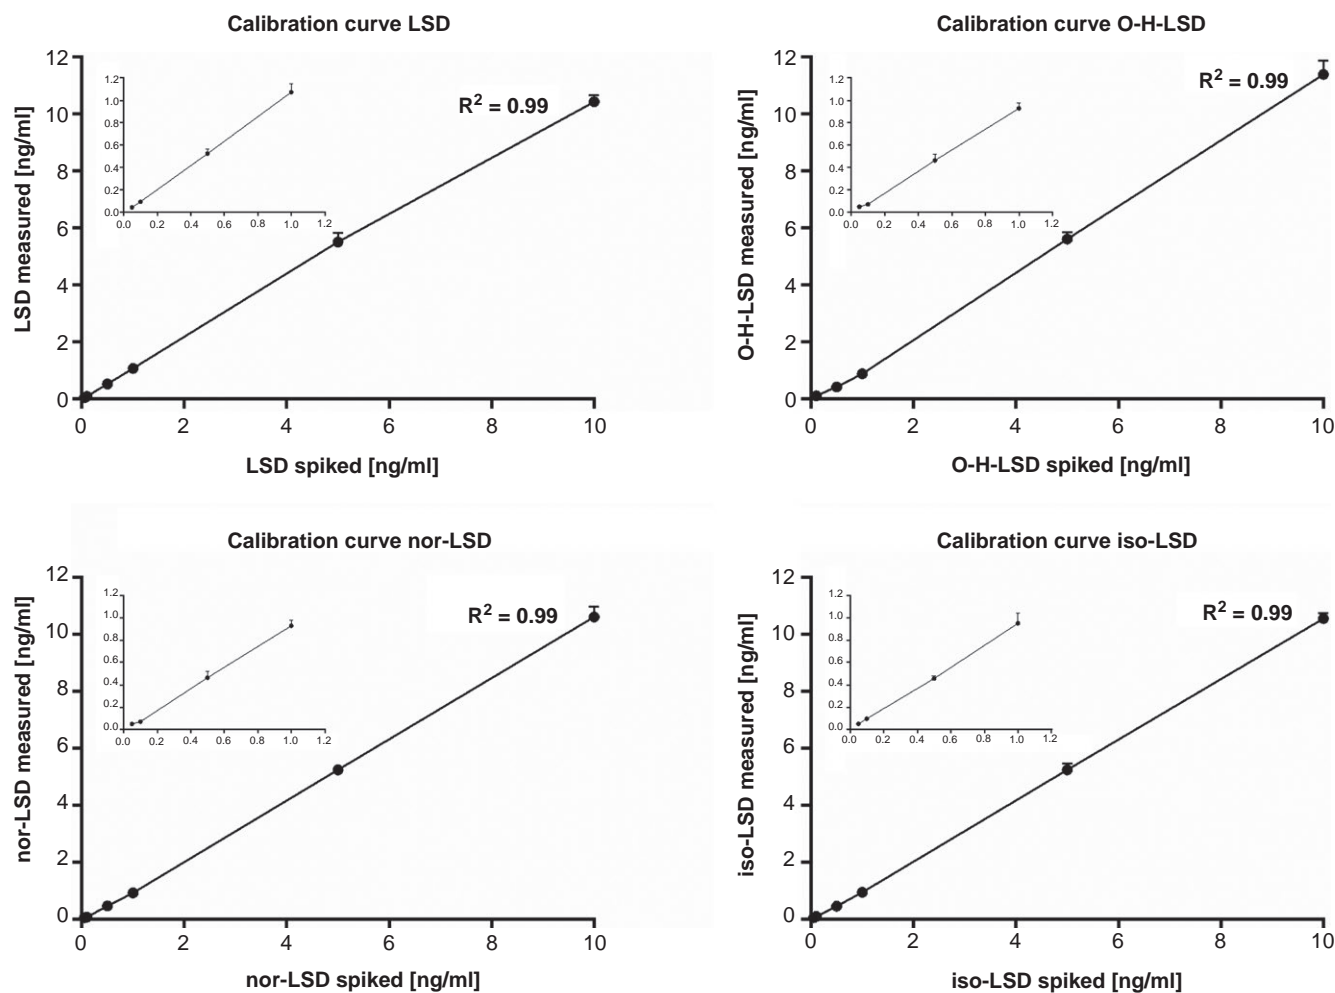 Calibration curve LSD
12
10
8
6
4
2
0
0 2 4 6 8 10
LSD measured [ng/ml]
LSD spiked [ng/ml]
R2 = 0.99
1.2
1.0
0.8
0.6
0.4
0.2
0.0
0.0 0.2 0.4 0.6 0.8 1.0 1.2
Calibration curve O-H-LSD
12
10
8
6
4
2
0
0 2 4 6 8 10
O-H-LSD measured [ng/ml]
O-H-LSD spiked [ng/ml]
R2 = 0.99
1.2
1.0
0.8
0.6
0.4
0.2
0.0
0.0 0.2 0.4 0.6 0.8 1.0 1.2
Calibration curve nor-LSD
12
10
8
6
4
2
0
0 2 4 6 8 10
nor-LSD measured [ng/ml]
nor-LSD spiked [ng/ml]
R2 = 0.99
1.2
1.0
0.8
0.6
0.4
0.2
0.0
0.0 0.2 0.4 0.6 0.8 1.0 1.2
Calibration curve iso-LSD
12
10
8
6
4
2
0
0 2 4 6 8 10
iso-LSD measured [ng/ml]
iso-LSD spiked [ng/ml]
R2 = 0.99
1.2
1.0
0.8
0.6
0.4
0.2
0.0
0.0 0.2 0.4 0.6 0.8 1.0 1.2